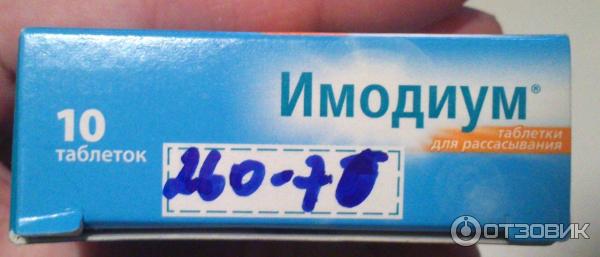 Имодиум®
таблетки
для рассасывания
10
таблеток
260-70
ОТЗОВИК